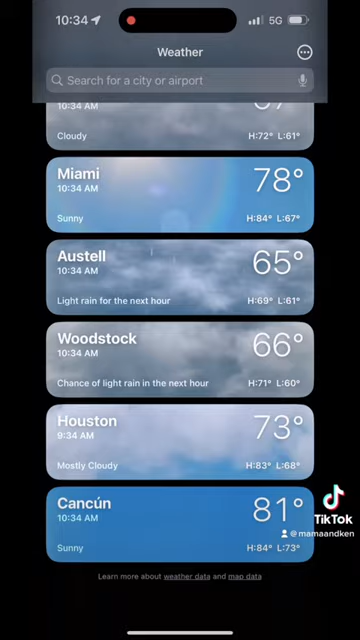 10:34
5G
Weather
Search for a city or airport
10:34 AM
Cloudy
H:72° L:61°
Miami
78°
10:34 AM
Sunny
H:84° L:67°
Austell
65°
10:34 AM
Light rain for the next hour
H:69° L:61°
Woodstock
66°
10:34 AM
Chance of light rain in the next hour
H:71° L:60°
Houston
73°
9:34 AM
Mostly Cloudy
H:83° L:68°
Cancún
81°
10:34 AM
Sunny
H:84° L:73°
TikTok
@mamaandken
Learn more about weather data and map data